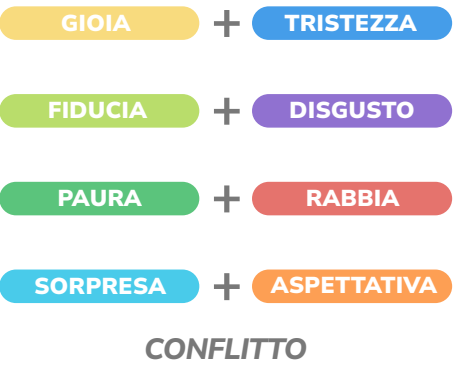 GIOIA + TRISTEZZA
FIDUCIA + DISGUSTO
PAURA + RABBIA
SORPRESA + ASPETTATIVA
CONFLITTO